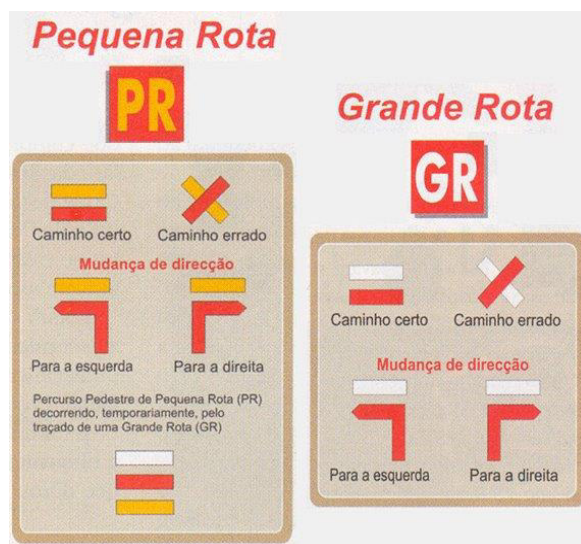 Pequena Rota
PR
Caminho certo
Caminho errado
Mudança de direcção
Para a esquerda
Para a direita
Percurso Pedestre de Pequena Rota (PR)
decorrendo, temporariamente, pelo
traçado de uma Grande Rota (GR)
Grande Rota
GR
Caminho certo
Caminho errado
Mudança de direcção
Para a esquerda
Para a direita